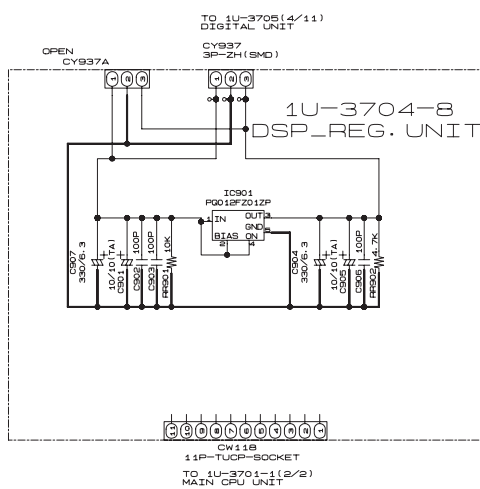 TO 1U-3705(4/11)
DIGITAL UNIT
OPEN
CY937A
CY937
3P-ZH(SMD)
1 2 3
1 2 3
1U-3704-8
DSP_REG. UNIT
IC901
PQ012FZ01ZP
1 IN OUT 3
GND 5
BIAS ON
2 4
C907
330/6.3
10/10(TA)
C901
100P
C902
100P
C903
10K
RR901
C904
330/6.3
10/10(TA)
C905
100P
C906
4.7K
RR902
11 10 9 8 7 6 5 4 3 2 1
CW118
11P-TUCP-SOCKET
TO 1U-3701-1(2/2)
MAIN CPU UNIT